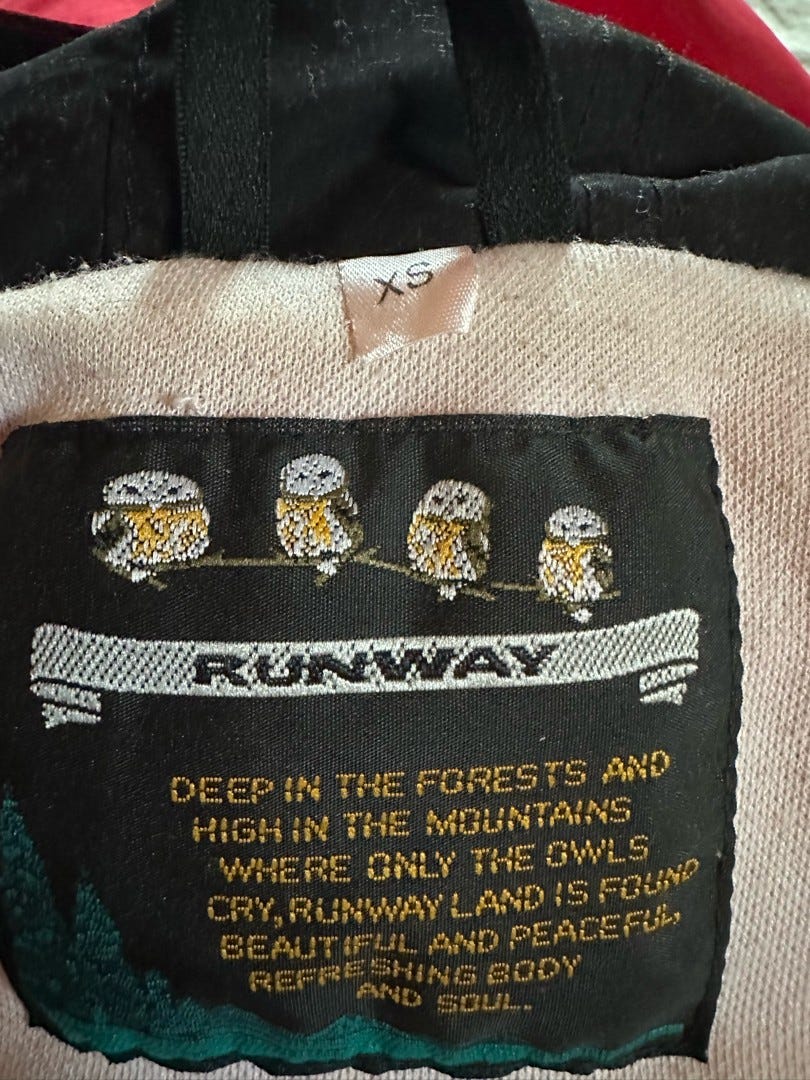 XS
RUNWAY
DEEP IN THE FORESTS AND
HIGH IN THE MOUNTAINS
WHERE ONLY THE OWLS
CRY, RUNWAY LAND IS FOUND
BEAUTIFUL AND PEACEFUL,
REFRESHING BODY
AND SOUL.